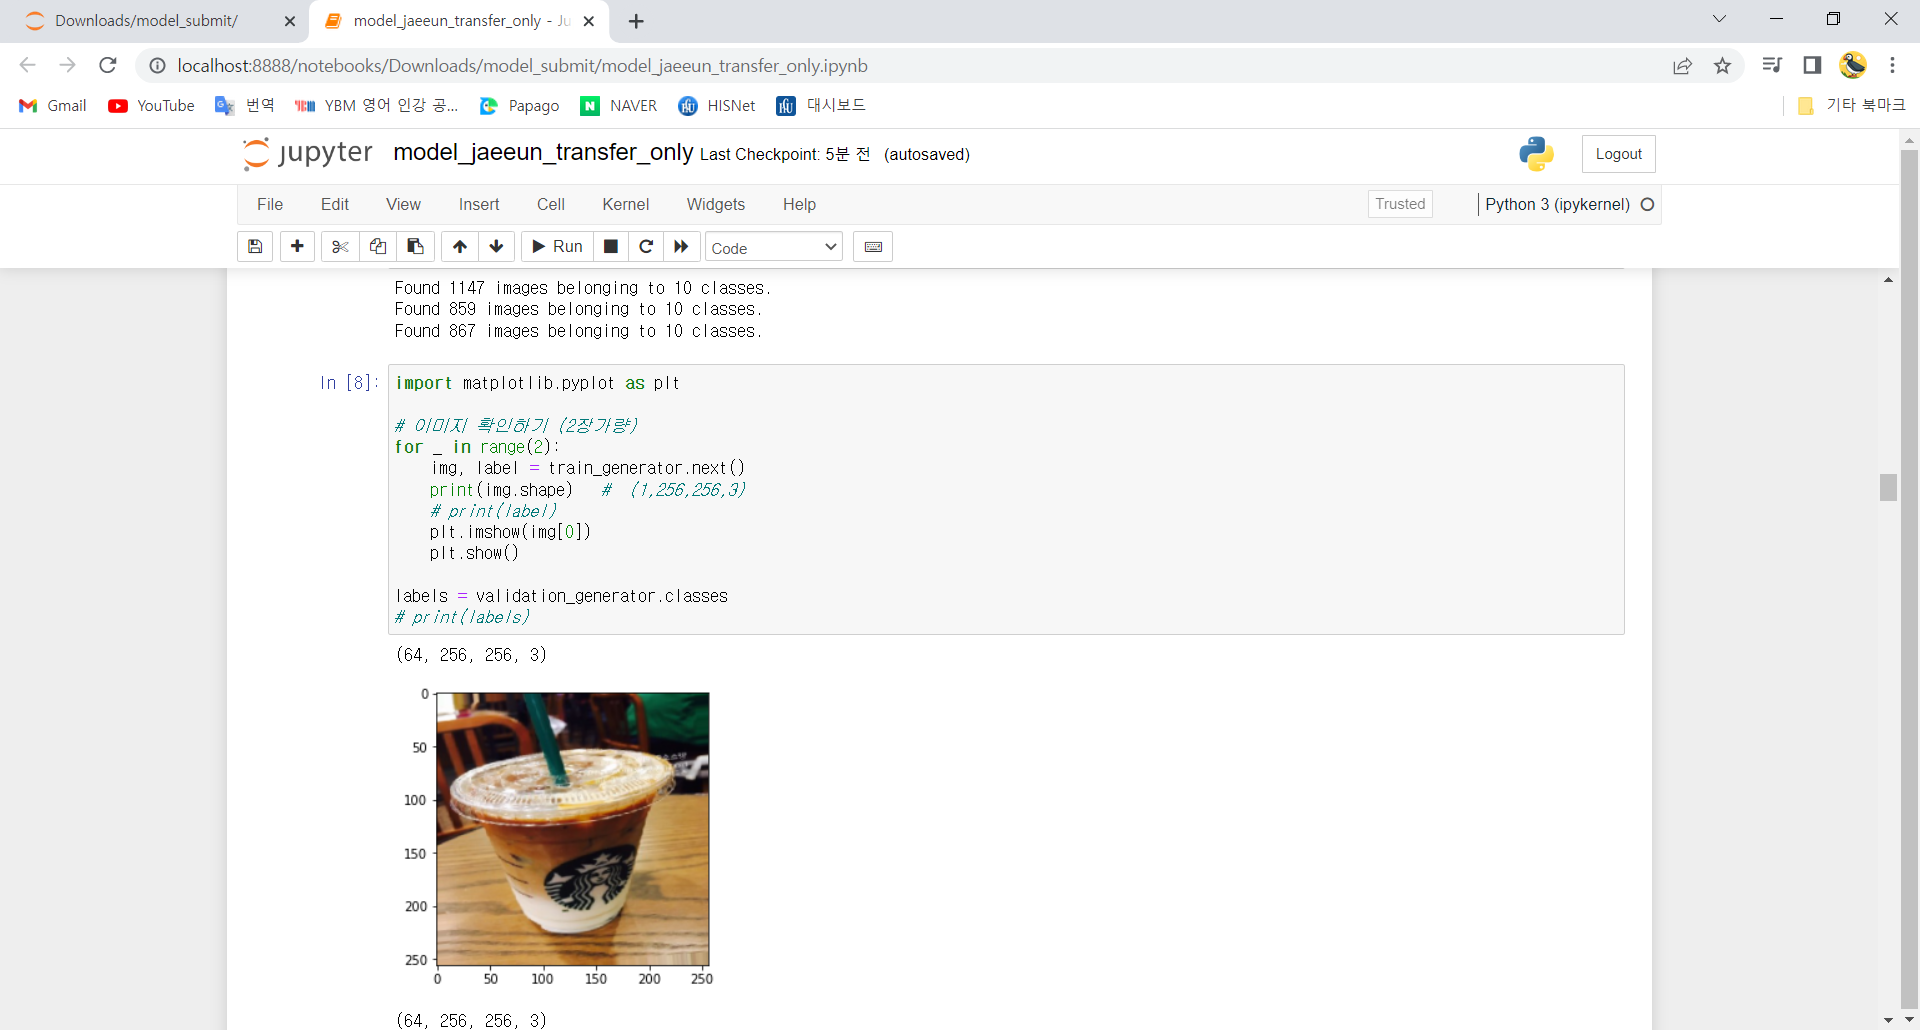 Downloads/model_submit/
model_jaeeun_transfer_only - Ju
localhost:8888/notebooks/Downloads/model_submit/model_jaeeun_transfer_only.ipynb
Gmail YouTube 번역 YBM 영어 인강 공... Papago NAVER HISNet 대시보드 기타 북마크
jupyter model_jaeeun_transfer_only Last Checkpoint: 5분 전 (autosaved) Logout
File Edit View Insert Cell Kernel Widgets Help Trusted Python 3 (ipykernel)
Run Code
Found 1147 images belonging to 10 classes.
Found 859 images belonging to 10 classes.
Found 867 images belonging to 10 classes.
In [8]: import matplotlib.pyplot as plt
# 이미지 확인하기 (2장가량)
for _ in range(2):
img, label = train_generator.next()
print(img.shape) # (1,256,256,3)
# print(label)
plt.imshow(img[0])
plt.show()
labels = validation_generator.classes
# print(labels)
(64, 256, 256, 3)
0
50
100
150
200
250
0 50 100 150 200 250
(64, 256, 256, 3)